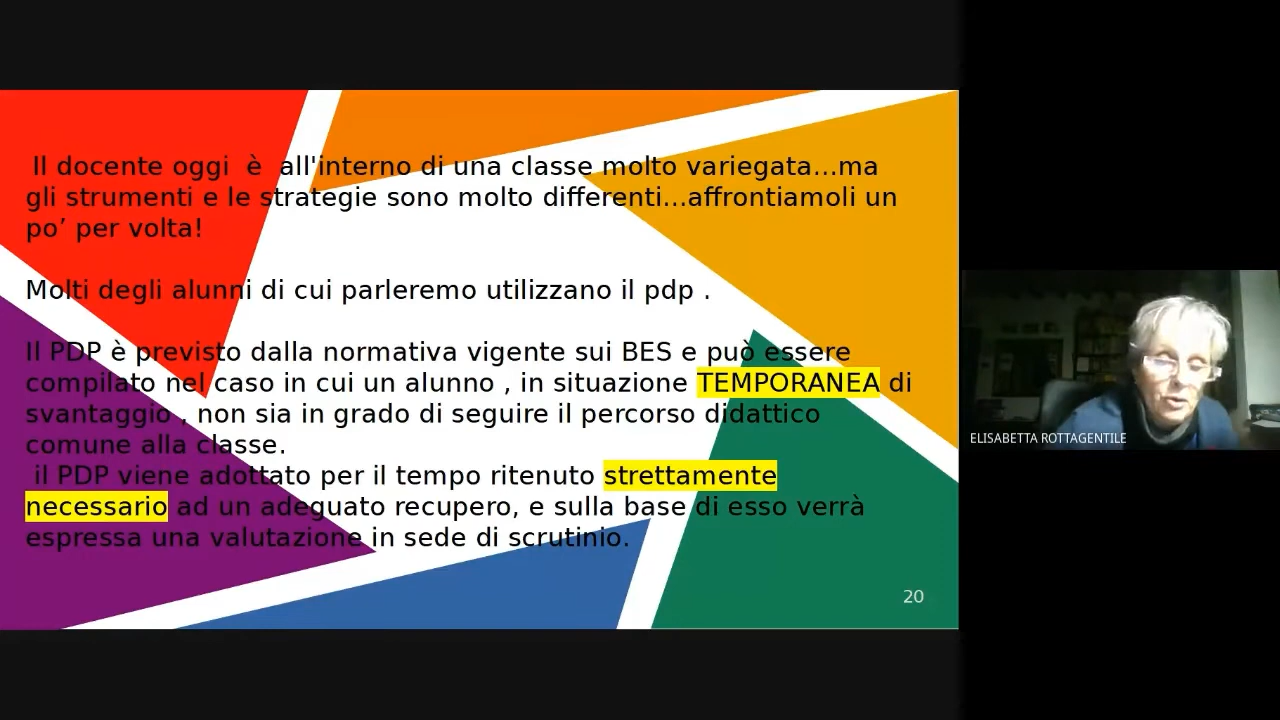 Il docente oggi è all'interno di una classe molto variegata...ma
gli strumenti e le strategie sono molto differenti...affrontiamoli un
po’ per volta!
Molti degli alunni di cui parleremo utilizzano il pdp .
Il PDP è previsto dalla normativa vigente sui BES e può essere
compilato nel caso in cui un alunno , in situazione TEMPORANEA di
svantaggio , non sia in grado di seguire il percorso didattico
comune alla classe.
il PDP viene adottato per il tempo ritenuto strettamente
necessario ad un adeguato recupero, e sulla base di esso verrà
espressa una valutazione in sede di scrutinio.
20
ELISABETTA ROTTAGENTILE